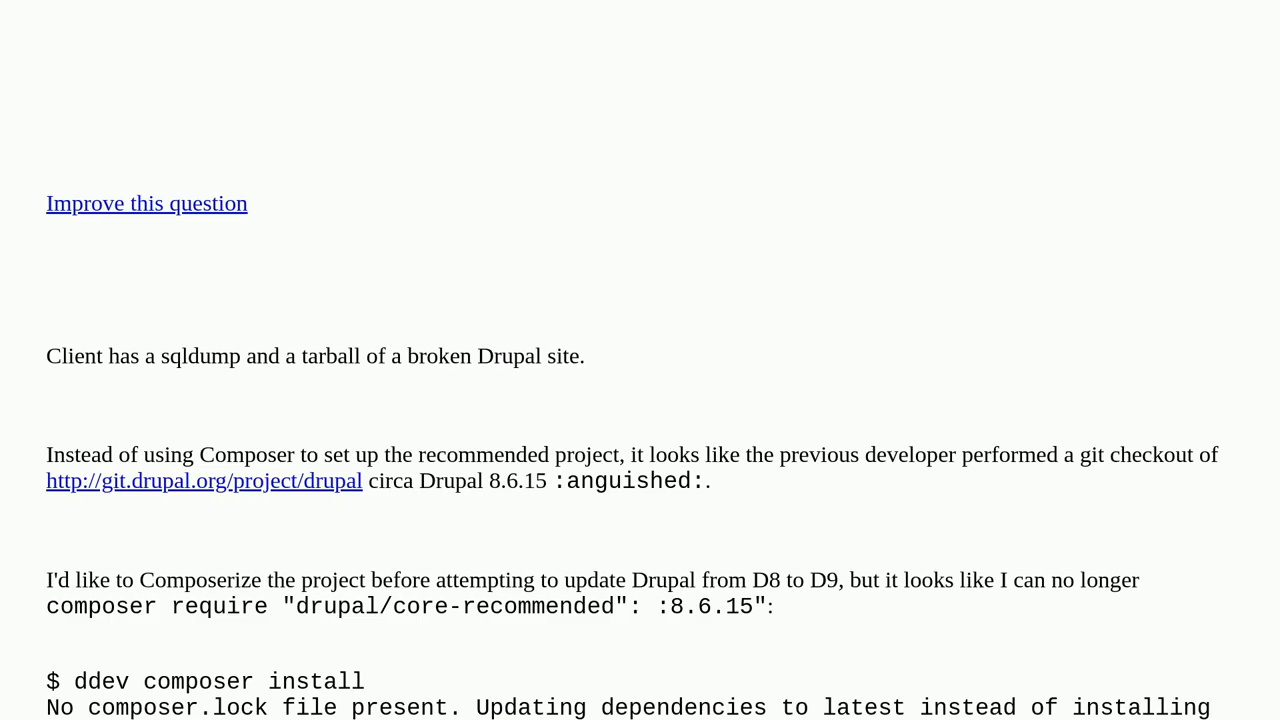 Improve this question
Client has a sqldump and a tarball of a broken Drupal site.
Instead of using Composer to set up the recommended project, it looks like the previous developer performed a git checkout of
http://git.drupal.org/project/drupal circa Drupal 8.6.15 :anguished:.
I'd like to Composerize the project before attempting to update Drupal from D8 to D9, but it looks like I can no longer
composer require "drupal/core-recommended": :8.6.15":
$ ddev composer install
No composer.lock file present. Updating dependencies to latest instead of installing